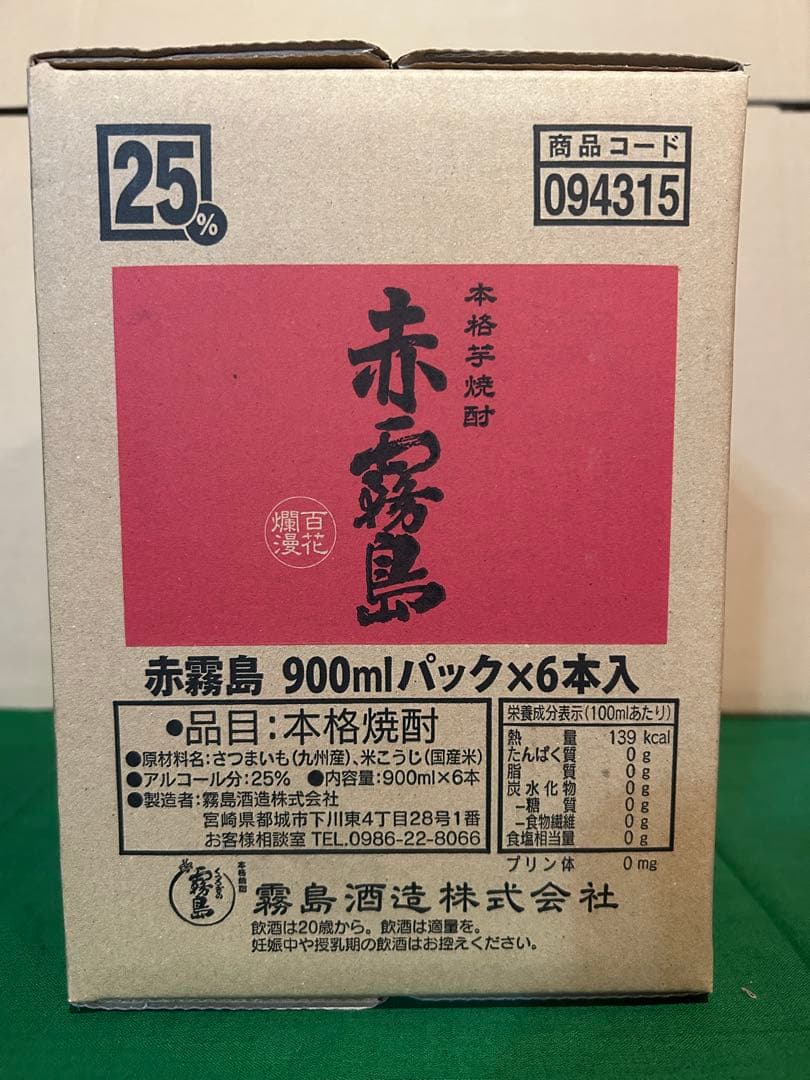 25%
商品コード
094315
本格芋焼酎
赤霧島
百花
爛漫
赤霧島 900mlパック×6本入
●品目:本格焼酎
●原材料名:さつまいも(九州産)、米こうじ(国産米)
●アルコール分:25% ●内容量:900ml×6本
●製造者:霧島酒造株式会社
宮崎県都城市下川東4丁目28号1番
お客様相談室 TEL.0986-22-8066
栄養成分表示(100mlあたり)
熱量 139 kcal
たんぱく質 0 g
脂質 0 g
炭水化物 0 g
−糖質 0 g
−食物繊維 0 g
食塩相当量 0 g
プリン体 0 mg
本格焼酎
霧島
霧島酒造株式会社
飲酒は20歳から。飲酒は適量を。
妊娠中や授乳期の飲酒はお控えください。